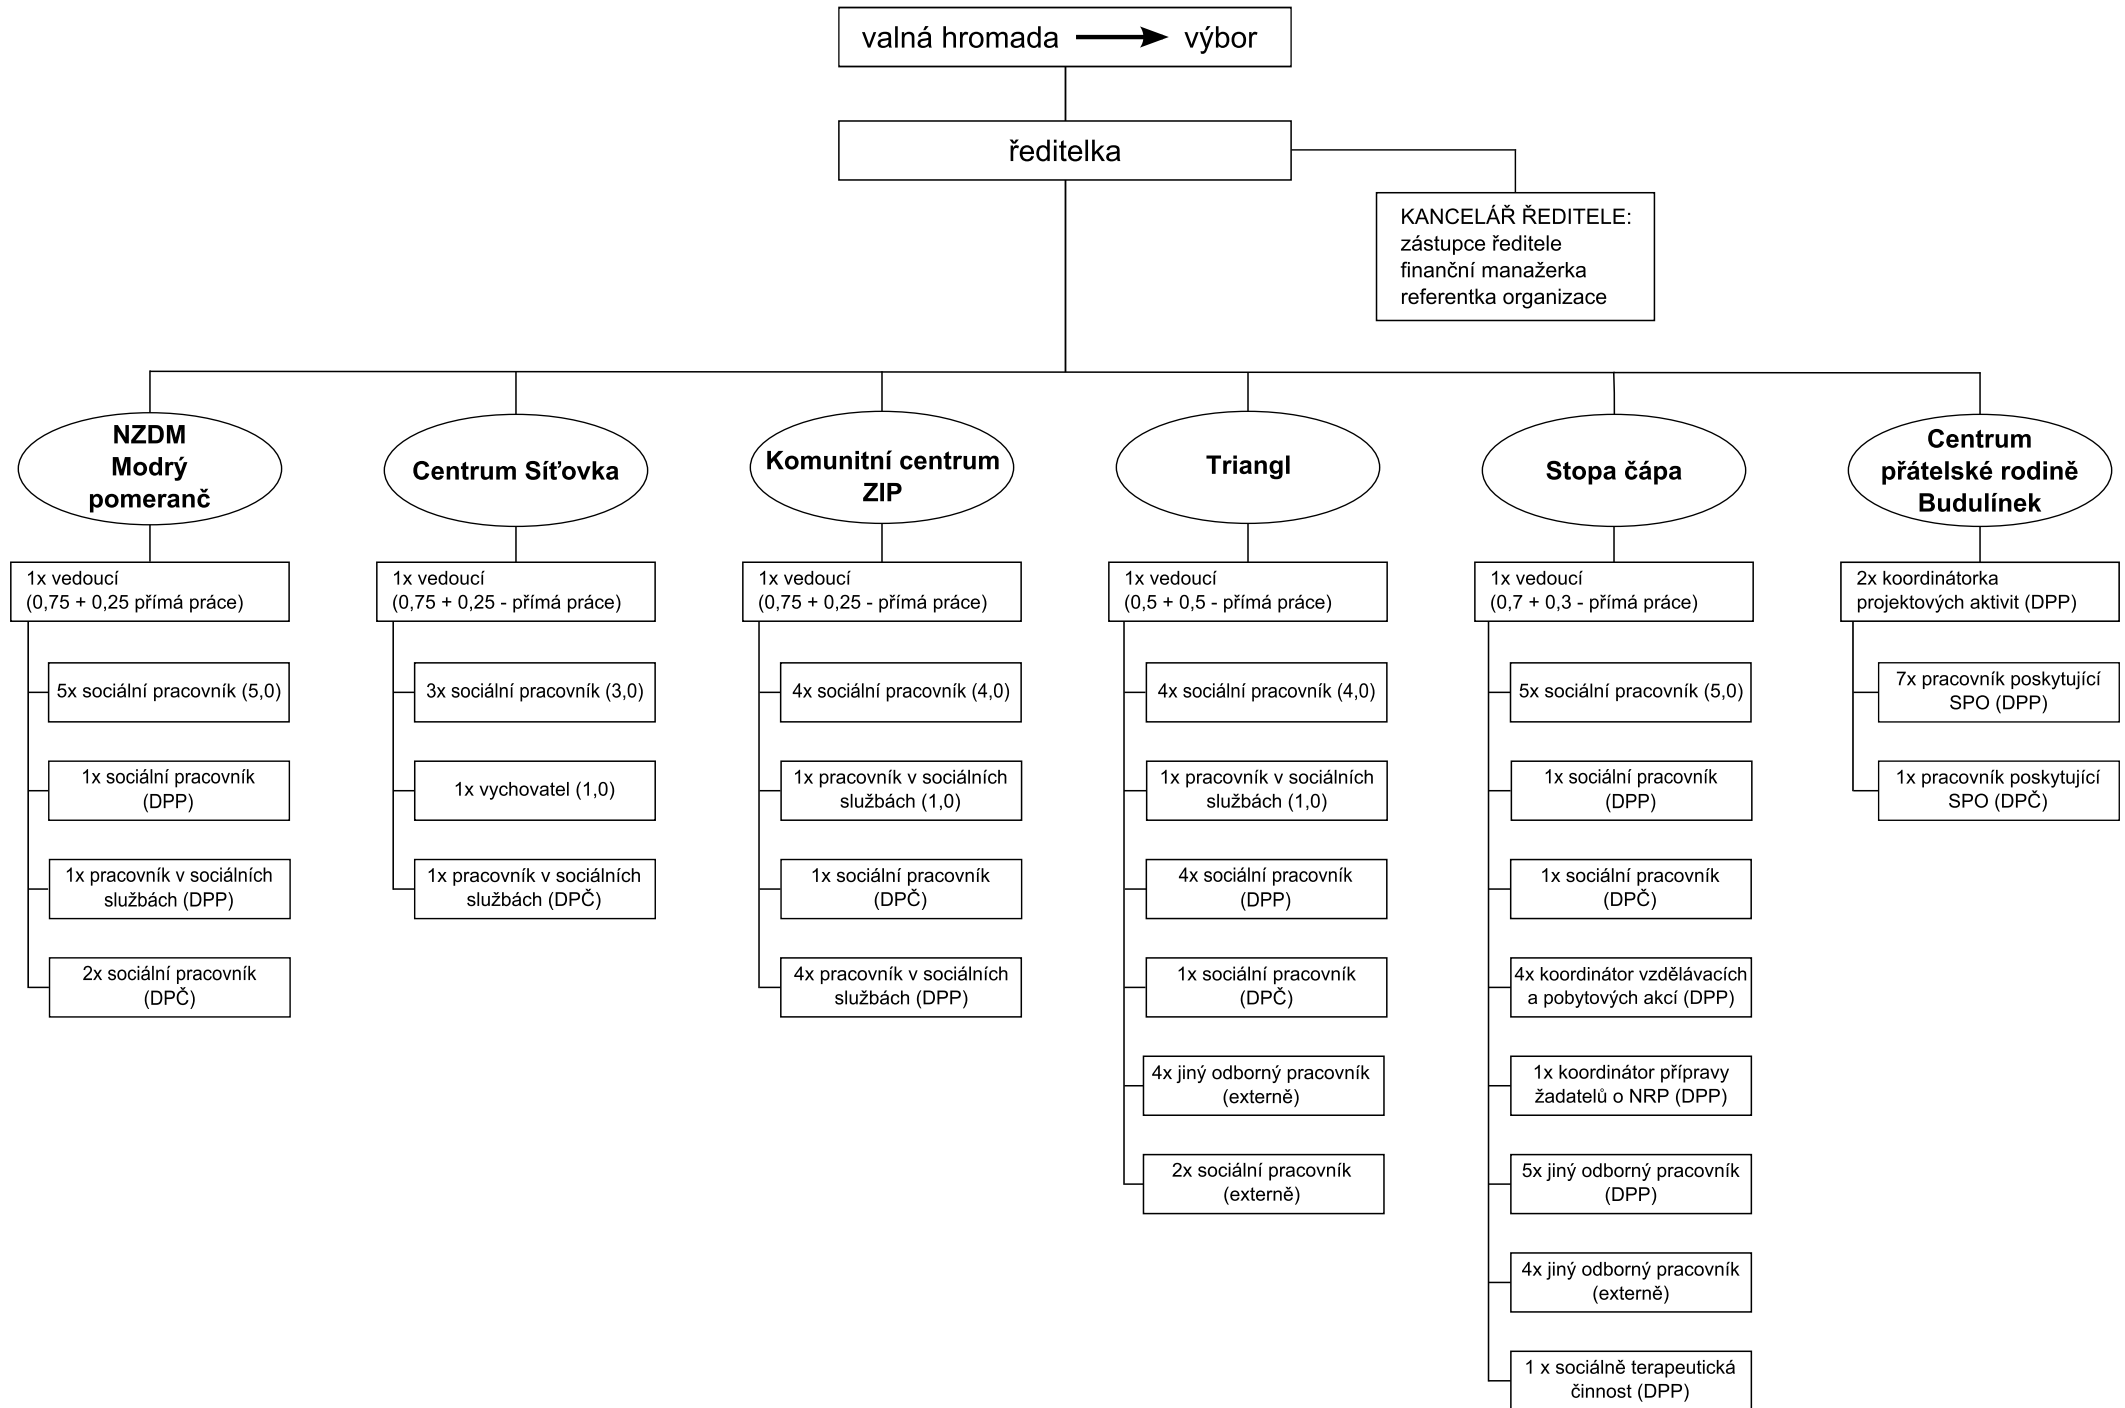 valná hromada → výbor
ředitelka
KANCELÁŘ ŘEDITELE:
zástupce ředitele
finanční manažerka
referentka organizace
NZDM
Modrý
pomeranč
1x vedoucí
(0,75 + 0,25 přímá práce)
5x sociální pracovník (5,0)
1x sociální pracovník
(DPP)
1x pracovník v sociálních
službách (DPP)
2x sociální pracovník
(DPČ)
Centrum Síťovka
1x vedoucí
(0,75 + 0,25 - přímá práce)
3x sociální pracovník (3,0)
1x vychovatel (1,0)
1x pracovník v sociálních
službách (DPČ)
Komunitní centrum
ZIP
1x vedoucí
(0,75 + 0,25 - přímá práce)
4x sociální pracovník (4,0)
1x pracovník v sociálních
službách (1,0)
1x sociální pracovník
(DPČ)
4x pracovník v sociálních
službách (DPP)
Triangl
1x vedoucí
(0,5 + 0,5 - přímá práce)
4x sociální pracovník (4,0)
1x pracovník v sociálních
službách (1,0)
4x sociální pracovník
(DPP)
1x sociální pracovník
(DPČ)
4x jiný odborný pracovník
(externě)
2x sociální pracovník
(externě)
Stopa čápa
1x vedoucí
(0,7 + 0,3 - přímá práce)
5x sociální pracovník (5,0)
1x sociální pracovník
(DPP)
1x sociální pracovník
(DPČ)
4x koordinátor vzdělávacích
a pobytových akcí (DPP)
1x koordinátor přípravy
žadatelů o NRP (DPP)
5x jiný odborný pracovník
(DPP)
4x jiný odborný pracovník
(externě)
1 x sociálně terapeutická
činnost (DPP)
Centrum
přátelské rodině
Budulínek
2x koordinátorka
projektových aktivit (DPP)
7x pracovník poskytující
SPO (DPP)
1x pracovník poskytující
SPO (DPČ)